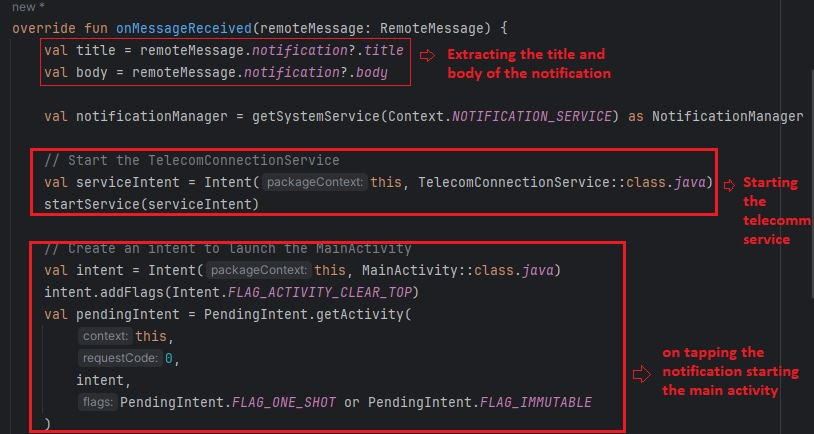 new *
override fun onMessageReceived(remoteMessage: RemoteMessage) {
val title = remoteMessage.notification?.title
val body = remoteMessage.notification?.body
Extracting the title and
body of the notification
val notificationManager = getSystemService(Context.NOTIFICATION_SERVICE) as NotificationManager
// Start the TelecomConnectionService
val serviceIntent = Intent( packageContext: this, TelecomConnectionService::class.java)
startService(serviceIntent)
Starting
the
telecomm
service
// Create an intent to launch the MainActivity
val intent = Intent( packageContext: this, MainActivity::class.java)
intent.addFlags(Intent.FLAG_ACTIVITY_CLEAR_TOP)
val pendingIntent = PendingIntent.getActivity(
context: this,
requestCode: 0,
intent,
flags: PendingIntent.FLAG_ONE_SHOT or PendingIntent.FLAG_IMMUTABLE
)
on tapping the
notification starting
the main activity